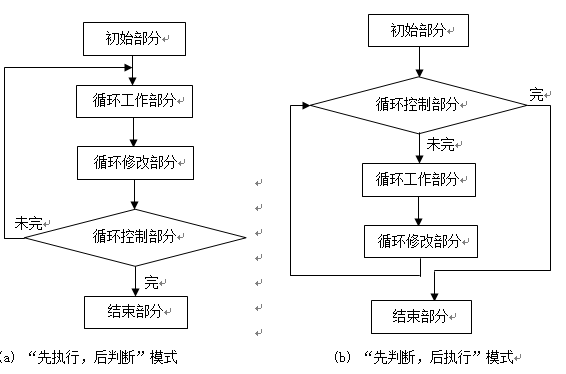 初始部分
循环工作部分
循环修改部分
未完
循环控制部分
完
结束部分
(a) “先执行，后判断”模式
初始部分
循环控制部分
完
未完
循环工作部分
循环修改部分
结束部分
(b) “先判断，后执行”模式